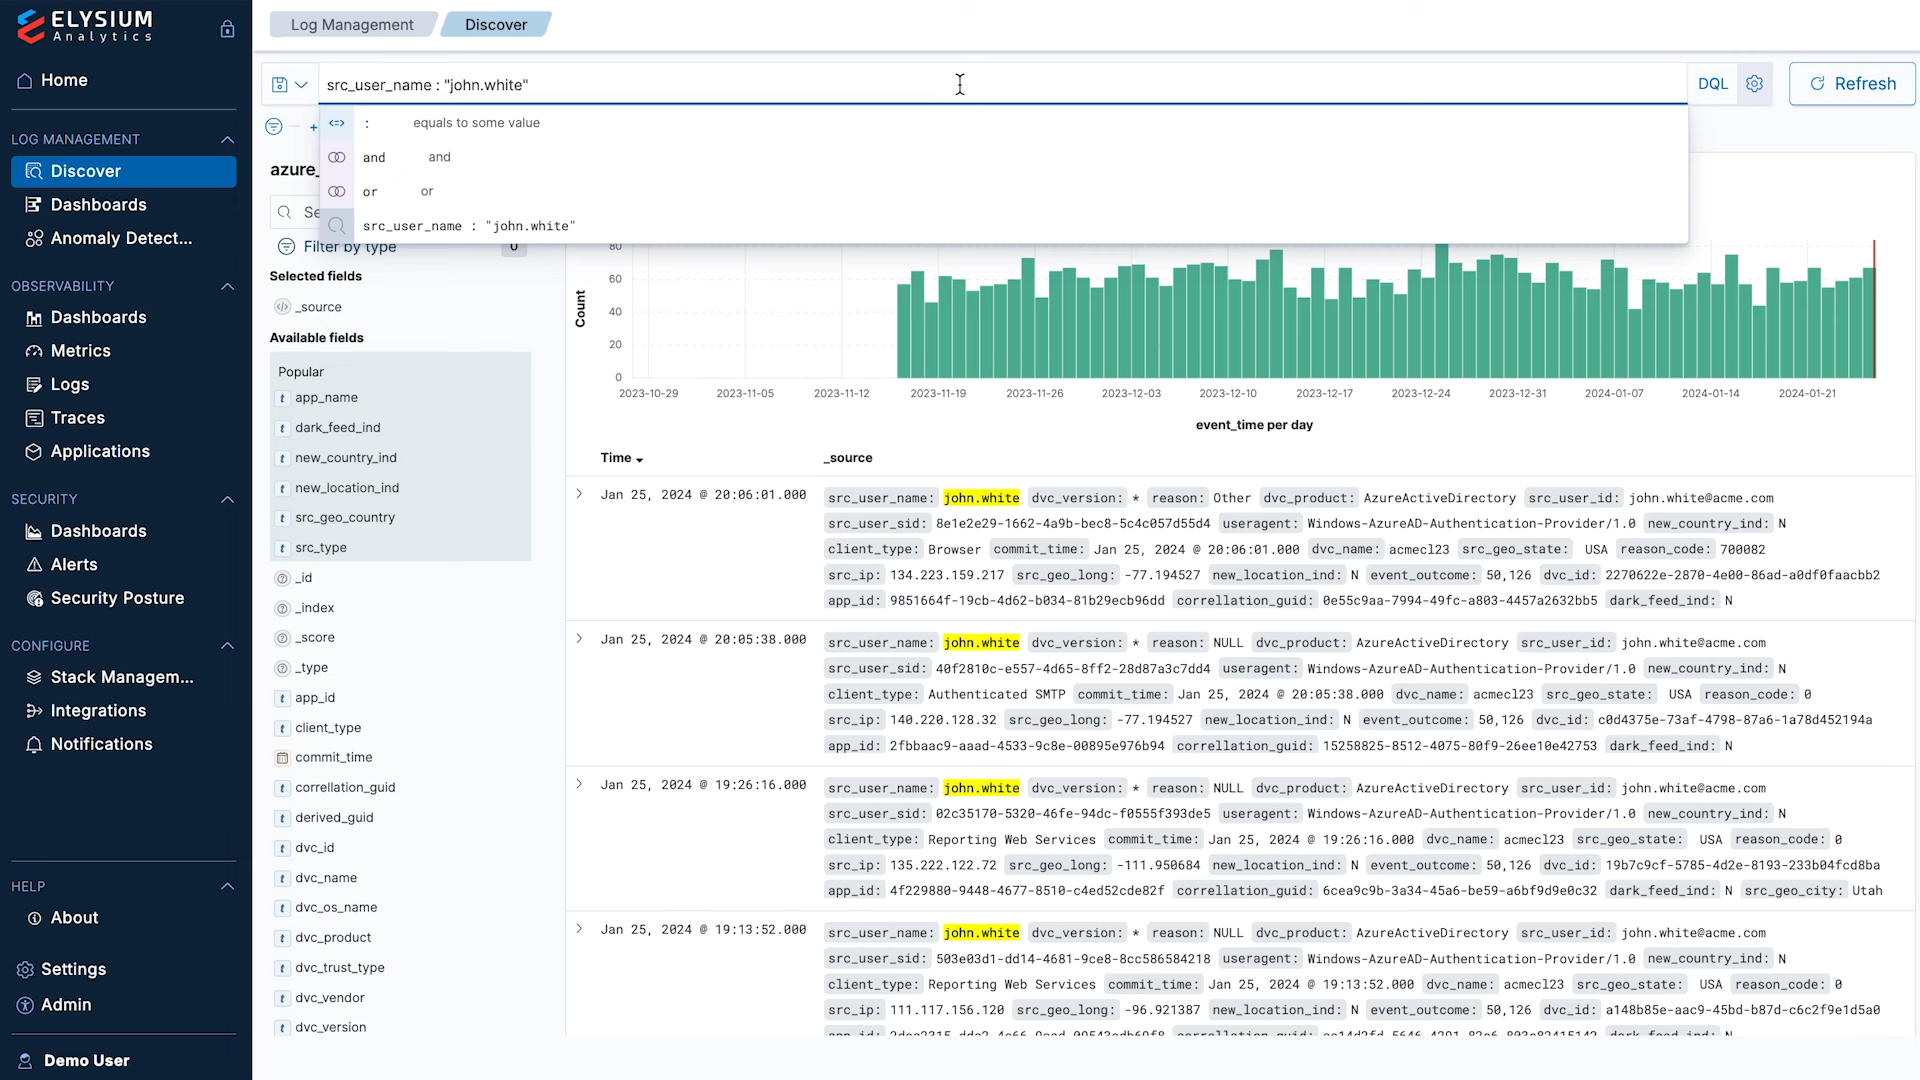 ELYSIUM
Analytics
Home
LOG MANAGEMENT
Discover
Dashboards
Anomaly Detect...
OBSERVABILITY
Dashboards
Metrics
Logs
Traces
Applications
SECURITY
Dashboards
Alerts
Security Posture
CONFIGURE
Stack Managem...
Integrations
Notifications
HELP
About
Settings
Admin
Demo User
Log Management
Discover
src_user_name : "john.white"
DQL
Refresh
: equals to some value
and and
or or
src_user_name : "john.white"
azure_
Se
Filter by type 0
Selected fields
_source
Available fields
Popular
app_name
dark_feed_ind
new_country_ind
new_location_ind
src_geo_country
src_type
_id
_index
_score
_type
app_id
client_type
commit_time
correllation_guid
derived_guid
dvc_id
dvc_name
dvc_os_name
dvc_product
dvc_trust_type
dvc_vendor
dvc_version
Count
80
60
40
20
0
2023-10-29 2023-11-05 2023-11-12 2023-11-19 2023-11-26 2023-12-03 2023-12-10 2023-12-17 2023-12-24 2023-12-31 2024-01-07 2024-01-14 2024-01-21
event_time per day
Time _source
Jan 25, 2024 @ 20:06:01.000
src_user_name: john.white dvc_version: * reason: Other dvc_product: AzureActiveDirectory src_user_id: john.white@acme.com
src_user_sid: 8e1e2e29-1662-4a9b-bec8-5c4c057d55d4 useragent: Windows-AzureAD-Authentication-Provider/1.0 new_country_ind: N
client_type: Browser commit_time: Jan 25, 2024 @ 20:06:01.000 dvc_name: acmecl23 src_geo_state: USA reason_code: 700082
src_ip: 134.223.159.217 src_geo_long: -77.194527 new_location_ind: N event_outcome: 50,126 dvc_id: 2270622e-2870-4e00-86ad-a0df0faacbb2
app_id: 9851664f-19cb-4d62-b034-81b29ecb96dd correllation_guid: 0e55c9aa-7994-49fc-a803-4457a2632bb5 dark_feed_ind: N
Jan 25, 2024 @ 20:05:38.000
src_user_name: john.white dvc_version: * reason: NULL dvc_product: AzureActiveDirectory src_user_id: john.white@acme.com
src_user_sid: 40f2810c-e557-4d65-8ff2-28d87a3c7dd4 useragent: Windows-AzureAD-Authentication-Provider/1.0 new_country_ind: N
client_type: Authenticated SMTP commit_time: Jan 25, 2024 @ 20:05:38.000 dvc_name: acmecl23 src_geo_state: USA reason_code: 0
src_ip: 140.220.128.32 src_geo_long: -77.194527 new_location_ind: N event_outcome: 50,126 dvc_id: c0d4375e-73af-4798-87a6-1a78d452194a
app_id: 2fbbaac9-aaad-4533-9c8e-00895e976b94 correllation_guid: 15258825-8512-4075-80f9-26ee10e42753 dark_feed_ind: N
Jan 25, 2024 @ 19:26:16.000
src_user_name: john.white dvc_version: * reason: NULL dvc_product: AzureActiveDirectory src_user_id: john.white@acme.com
src_user_sid: 02c35170-5320-46fe-94dc-f0555f393de5 useragent: Windows-AzureAD-Authentication-Provider/1.0 new_country_ind: N
client_type: Reporting Web Services commit_time: Jan 25, 2024 @ 19:26:16.000 dvc_name: acmecl23 src_geo_state: USA reason_code: 0
src_ip: 135.222.122.72 src_geo_long: -111.950684 new_location_ind: N event_outcome: 50,126 dvc_id: 19b7c9cf-5785-4d2e-8193-233b04fcd8ba
app_id: 4f229880-9448-4677-8510-c4ed52cde82f correllation_guid: 6cea9c9b-3a34-45a6-be59-a6bf9d9e0c32 dark_feed_ind: N src_geo_city: Utah
Jan 25, 2024 @ 19:13:52.000
src_user_name: john.white dvc_version: * reason: NULL dvc_product: AzureActiveDirectory src_user_id: john.white@acme.com
src_user_sid: 503e03d1-dd14-4681-9ce8-8cc586584218 useragent: Windows-AzureAD-Authentication-Provider/1.0 new_country_ind: N
client_type: Reporting Web Services commit_time: Jan 25, 2024 @ 19:13:52.000 dvc_name: acmecl23 src_geo_state: USA reason_code: 0
src_ip: 111.117.156.120 src_geo_long: -96.921387 new_location_ind: N event_outcome: 50,126 dvc_id: a148b85e-aac9-45bd-b87d-c6c2f9e1d5a0